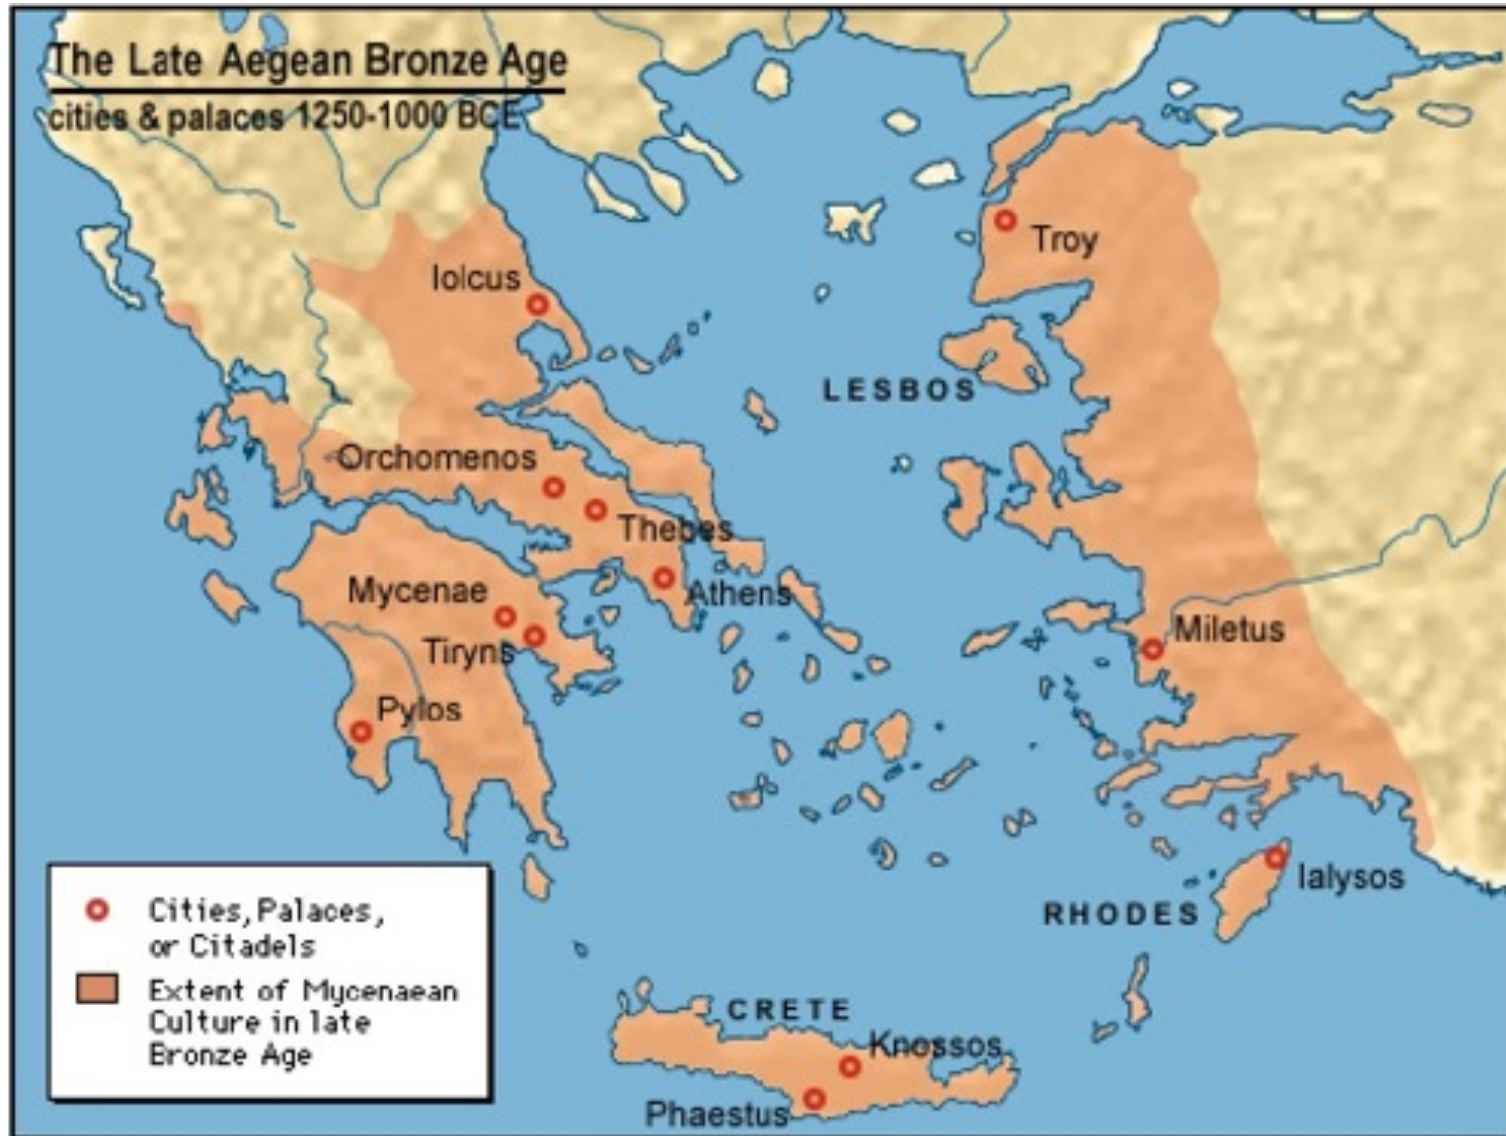 The Late Aegean Bronze Age
cities & palaces 1250-1000 BCE
Troy
Iolcus
LESBOS
Orchomenos
Thebes
Mycenae
Athens
Tiryns
Miletus
Pylos
Ialysos
RHODES
Cities, Palaces,
or Citadels
Extent of Mycenaean
Culture in late
Bronze Age
CRETE
Knossos
Phaestus